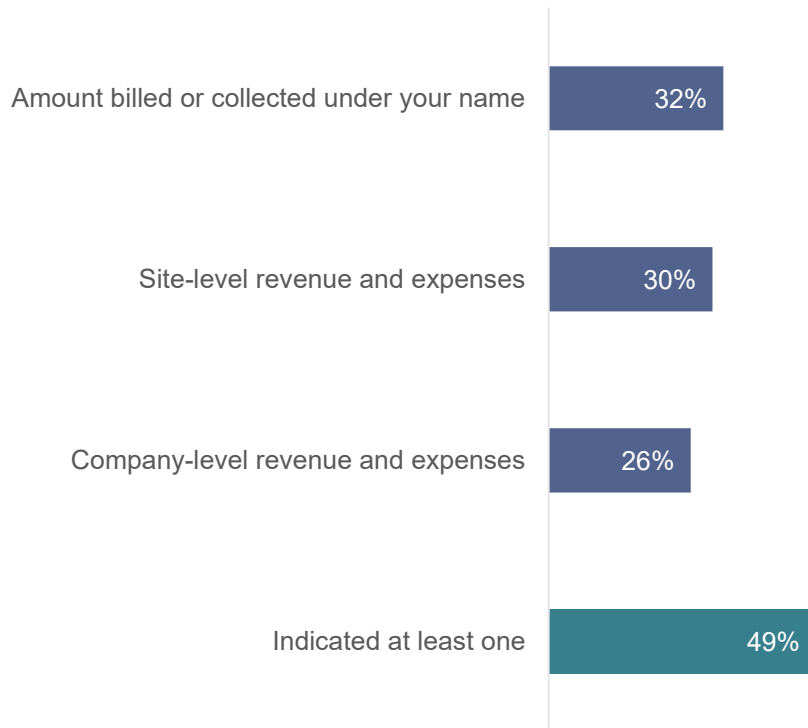 Amount billed or collected under your name
32%
Site-level revenue and expenses
30%
Company-level revenue and expenses
26%
Indicated at least one
49%